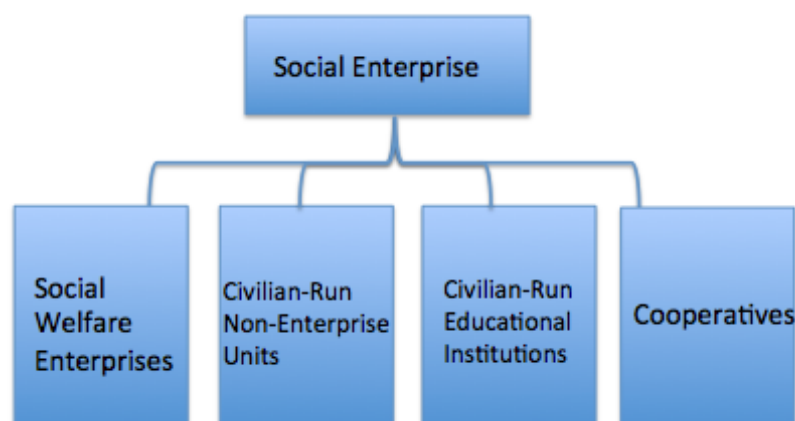 Social Enterprise
Social
Welfare
Enterprises
Civilian-Run
Non-Enterprise
Units
Civilian-Run
Educational
Institutions
Cooperatives